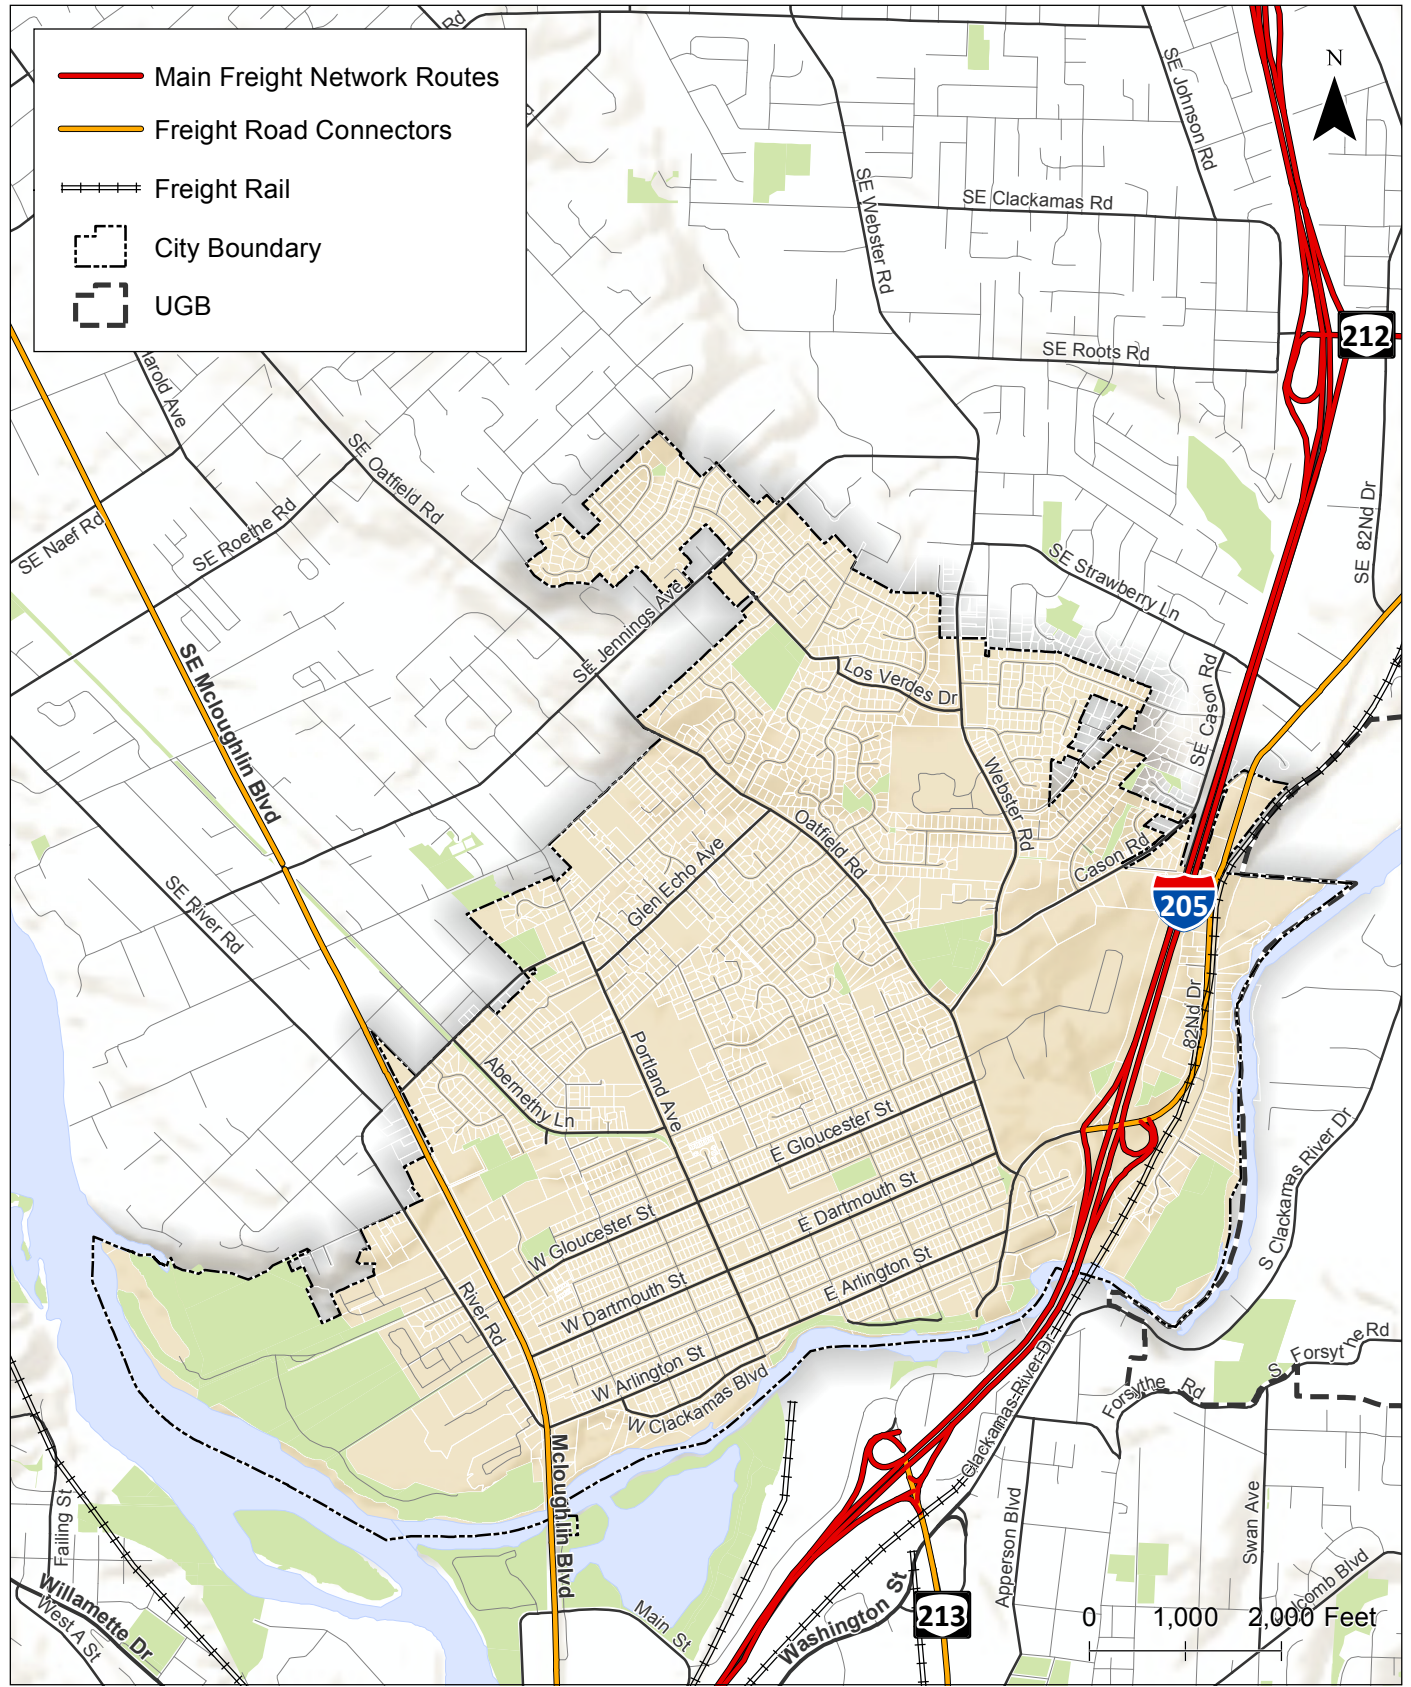 Rd
Main Freight Network Routes
Freight Road Connectors
Freight Rail
City Boundary
UGB
N
SE Johnson Rd
SE Webster Rd
SE Clackamas Rd
212
SE Roots Rd
arold Ave
SE Oatfield Rd
SE Naef Rd
SE Roethe Rd
SE 82Nd Dr
SE Strawberry Ln
SE Jennings Ave
SE Mcloughlin Blvd
Los Verdes Dr
SE Cason Rd
Webster Rd
Oatfield Rd
Glen Echo Ave
Cason Rd
205
SE River Rd
82Nd Dr
Portland Ave
Abernethy Ln
E Gloucester St
S Clackamas River Dr
E Dartmouth St
W Gloucester St
E Arlington St
River Rd
W Dartmouth St
W Arlington St
W Clackamas Blvd
Clackamas River Dr
S Forsythe Rd
Forsythe Rd
Mcloughlin Blvd
Failing St
Apperson Blvd
Swan Ave
lcomb Blvd
Willamette Dr
West A St
Main St
Washington St
213
0 1,000 2,000 Feet